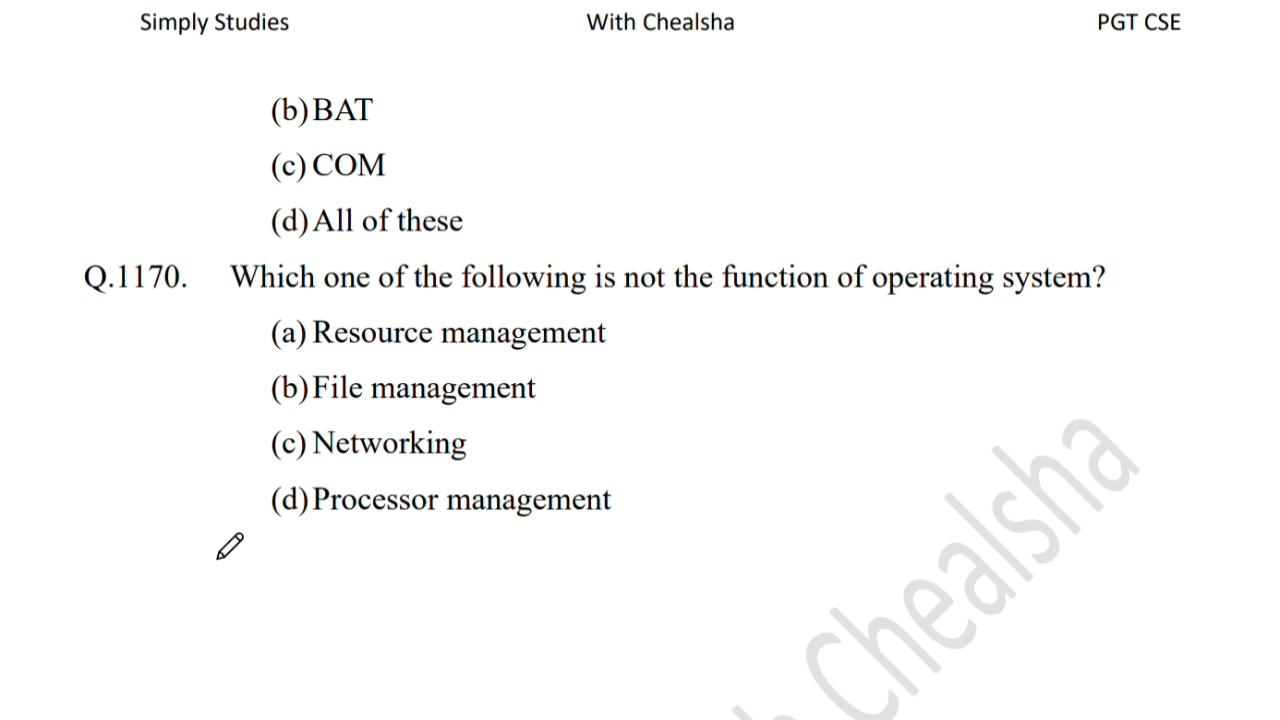 Simply Studies With Chealsha PGT CSE
(b) BAT
(c) COM
(d) All of these
Q.1170. Which one of the following is not the function of operating system?
(a) Resource management
(b) File management
(c) Networking
(d) Processor management
Chealsha